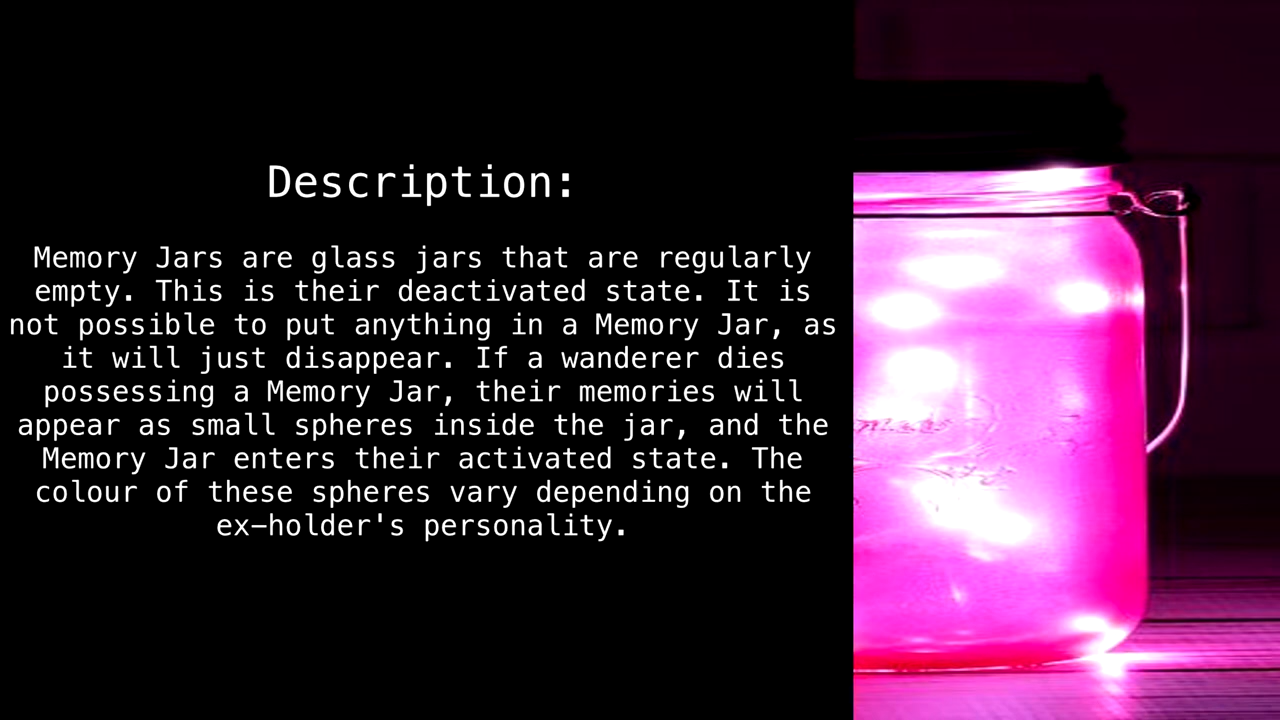 Description:
Memory Jars are glass jars that are regularly
empty. This is their deactivated state. It is
not possible to put anything in a Memory Jar, as
it will just disappear. If a wanderer dies
possessing a Memory Jar, their memories will
appear as small spheres inside the jar, and the
Memory Jar enters their activated state. The
colour of these spheres vary depending on the
ex-holder's personality.